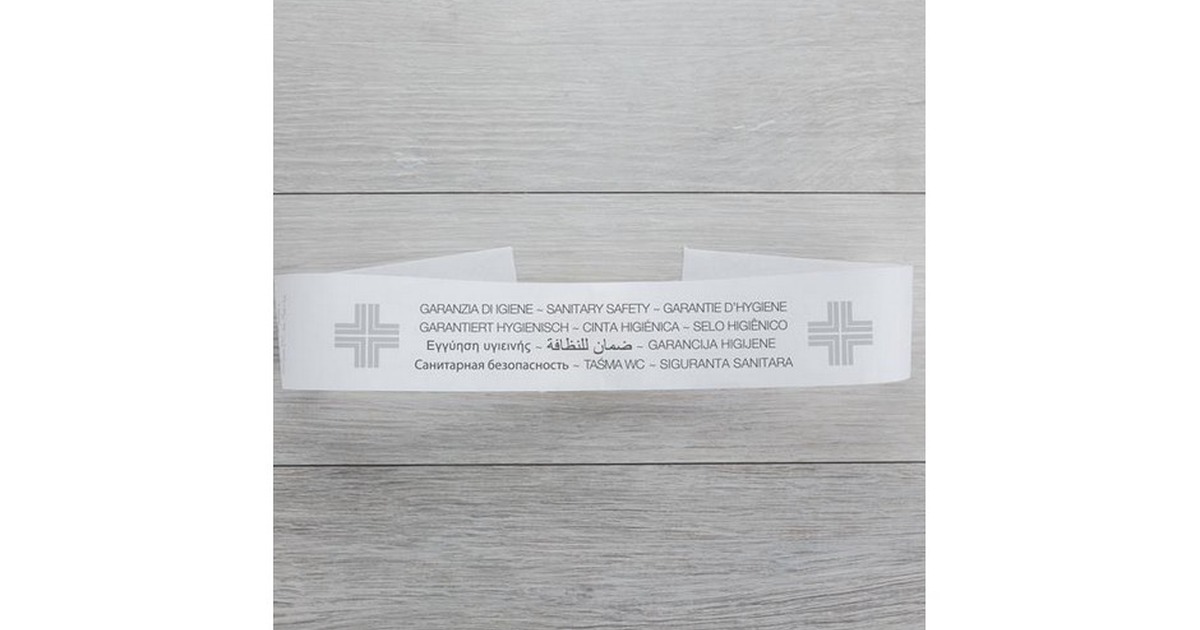 GARANZIA DI IGIENE ~ SANITARY SAFETY ~ GARANTIE D'HYGIENE
GARANTIERT HYGIENISCH ~ CINTA HIGIÉNICA ~ SELO HIGIÊNICO
Εγγύηση υγιεινής ~ ضمان للنظافة ~ GARANCIJA HIGIJENE
Санитарная безопасность ~ TAŚMA WC ~ SIGURANTA SANITARA